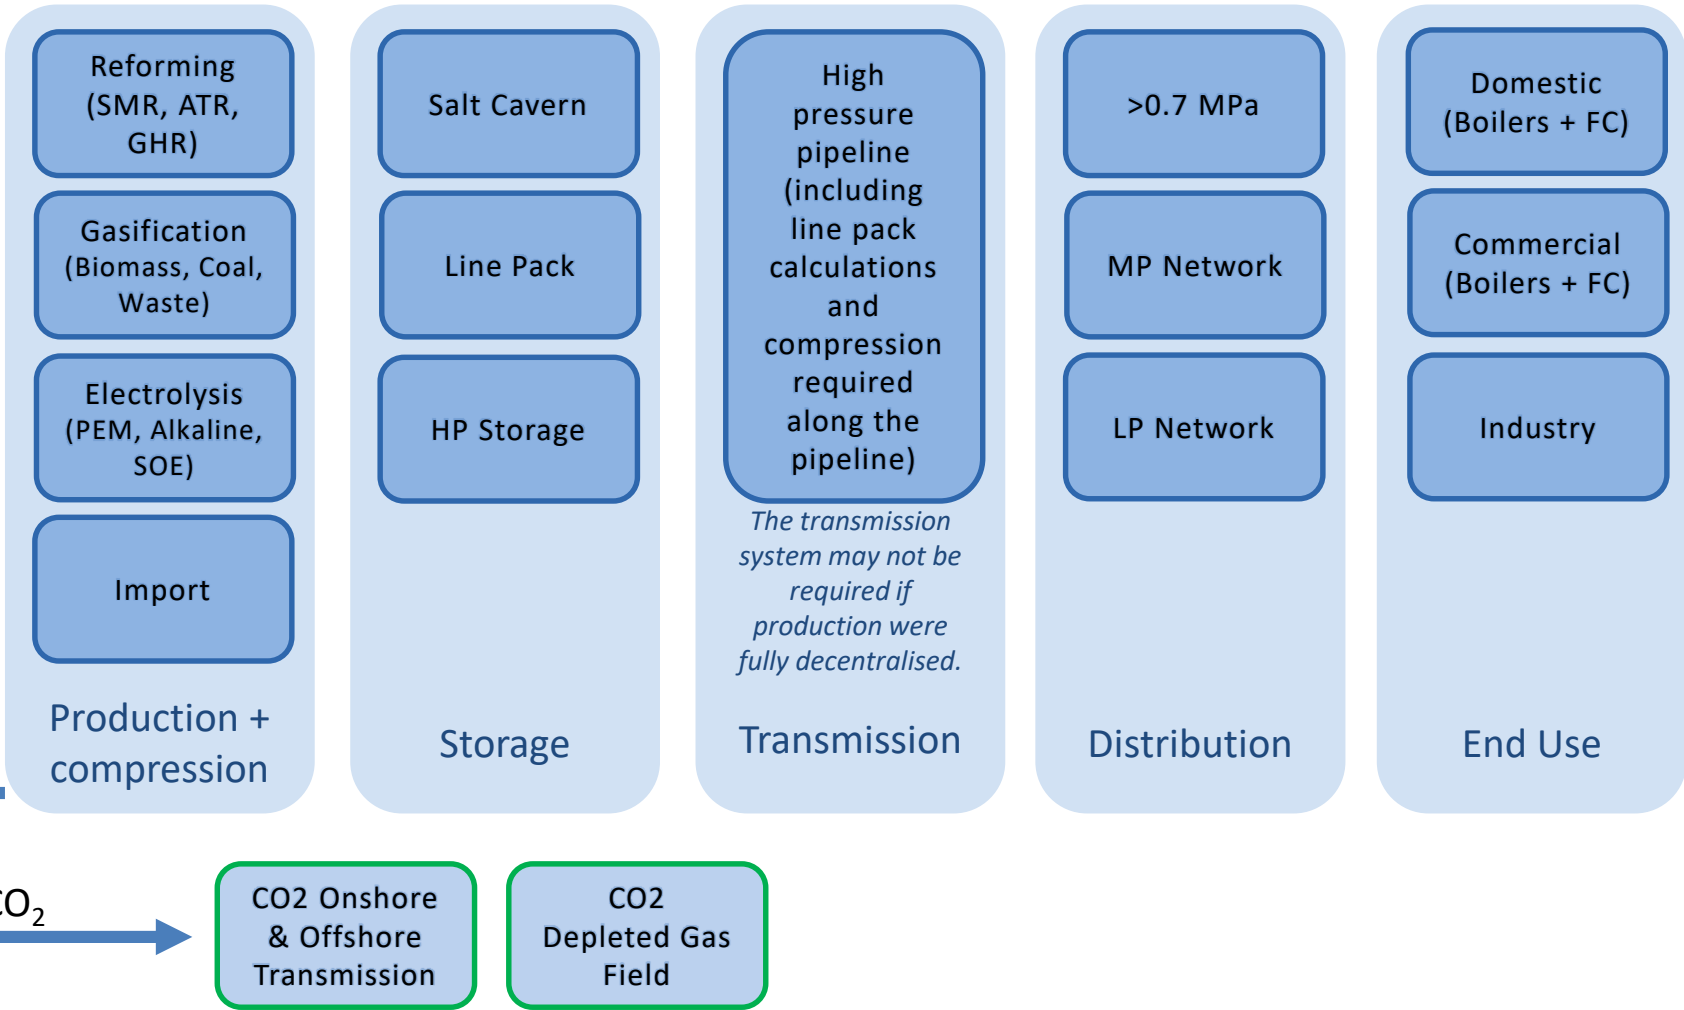 Reforming
(SMR, ATR,
GHR)
Gasification
(Biomass, Coal,
Waste)
Electrolysis
(PEM, Alkaline,
SOE)
Import
Production +
compression
Salt Cavern
Line Pack
HP Storage
Storage
High
pressure
pipeline
(including
line pack
calculations
and
compression
required
along the
pipeline)
The transmission
system may not be
required if
production were
fully decentralised.
Transmission
>0.7 MPa
MP Network
LP Network
Distribution
Domestic
(Boilers + FC)
Commercial
(Boilers + FC)
Industry
End Use
CO₂
CO2 Onshore
& Offshore
Transmission
CO2
Depleted Gas
Field